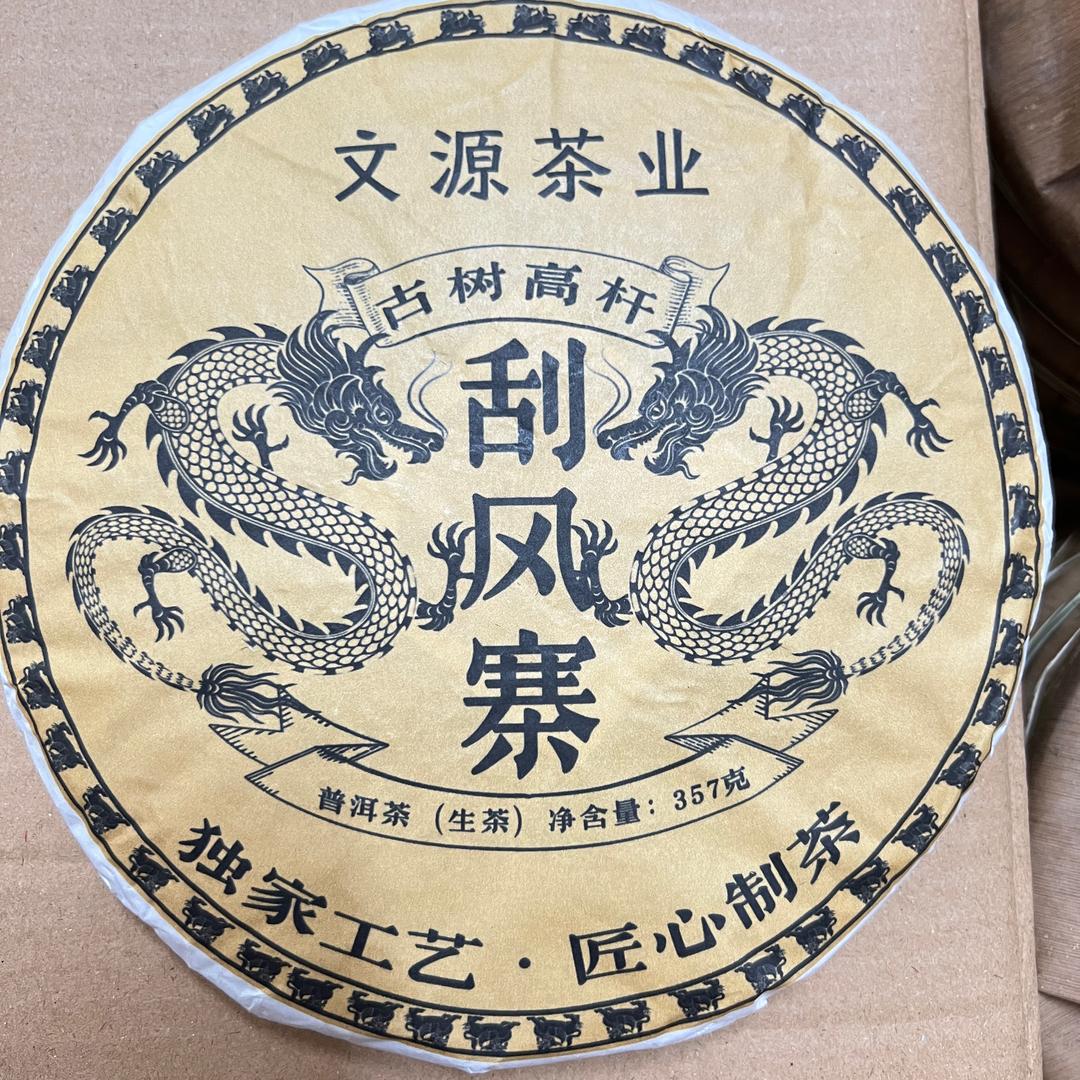 文源茶业
古树高杆
刮
风
寨
普洱茶（生茶） 净含量：357克
独家工艺·匠心制茶